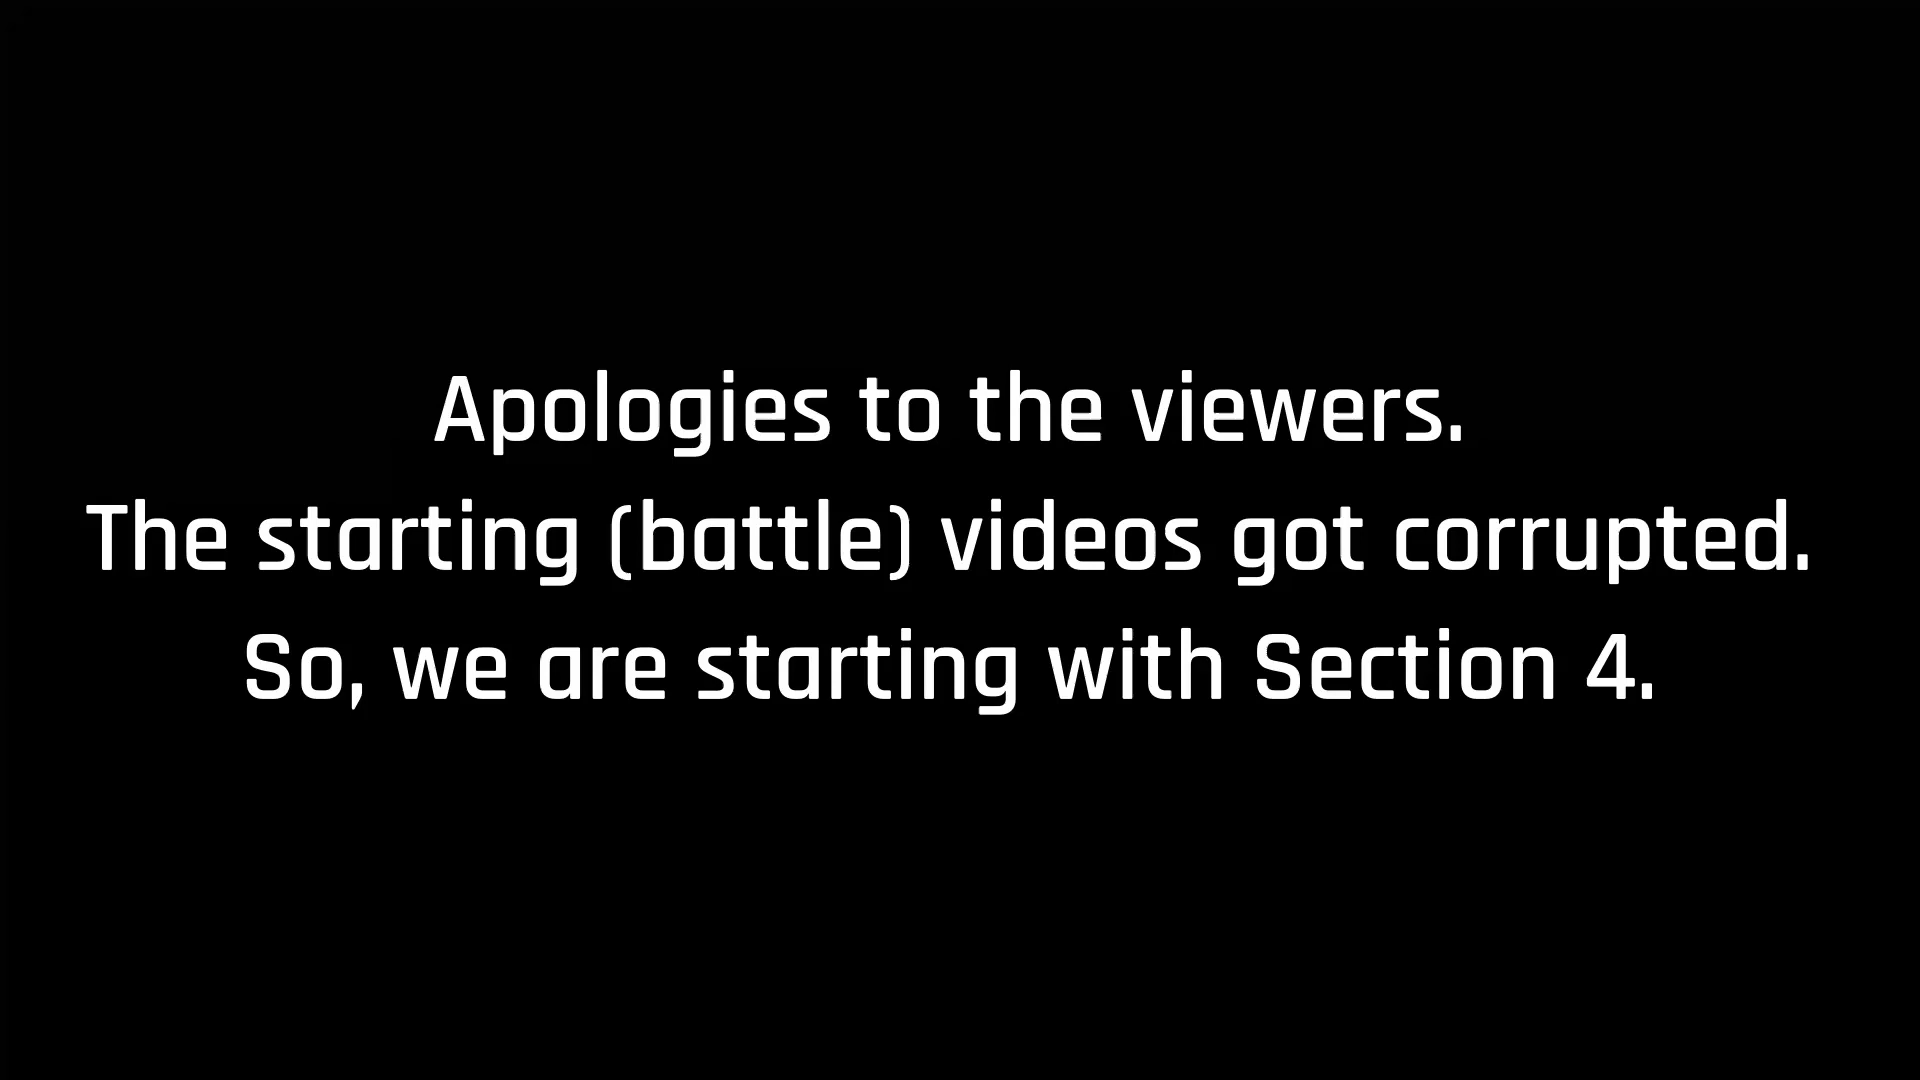 Apologies to the viewers.
The starting (battle) videos got corrupted.
So, we are starting with Section 4.